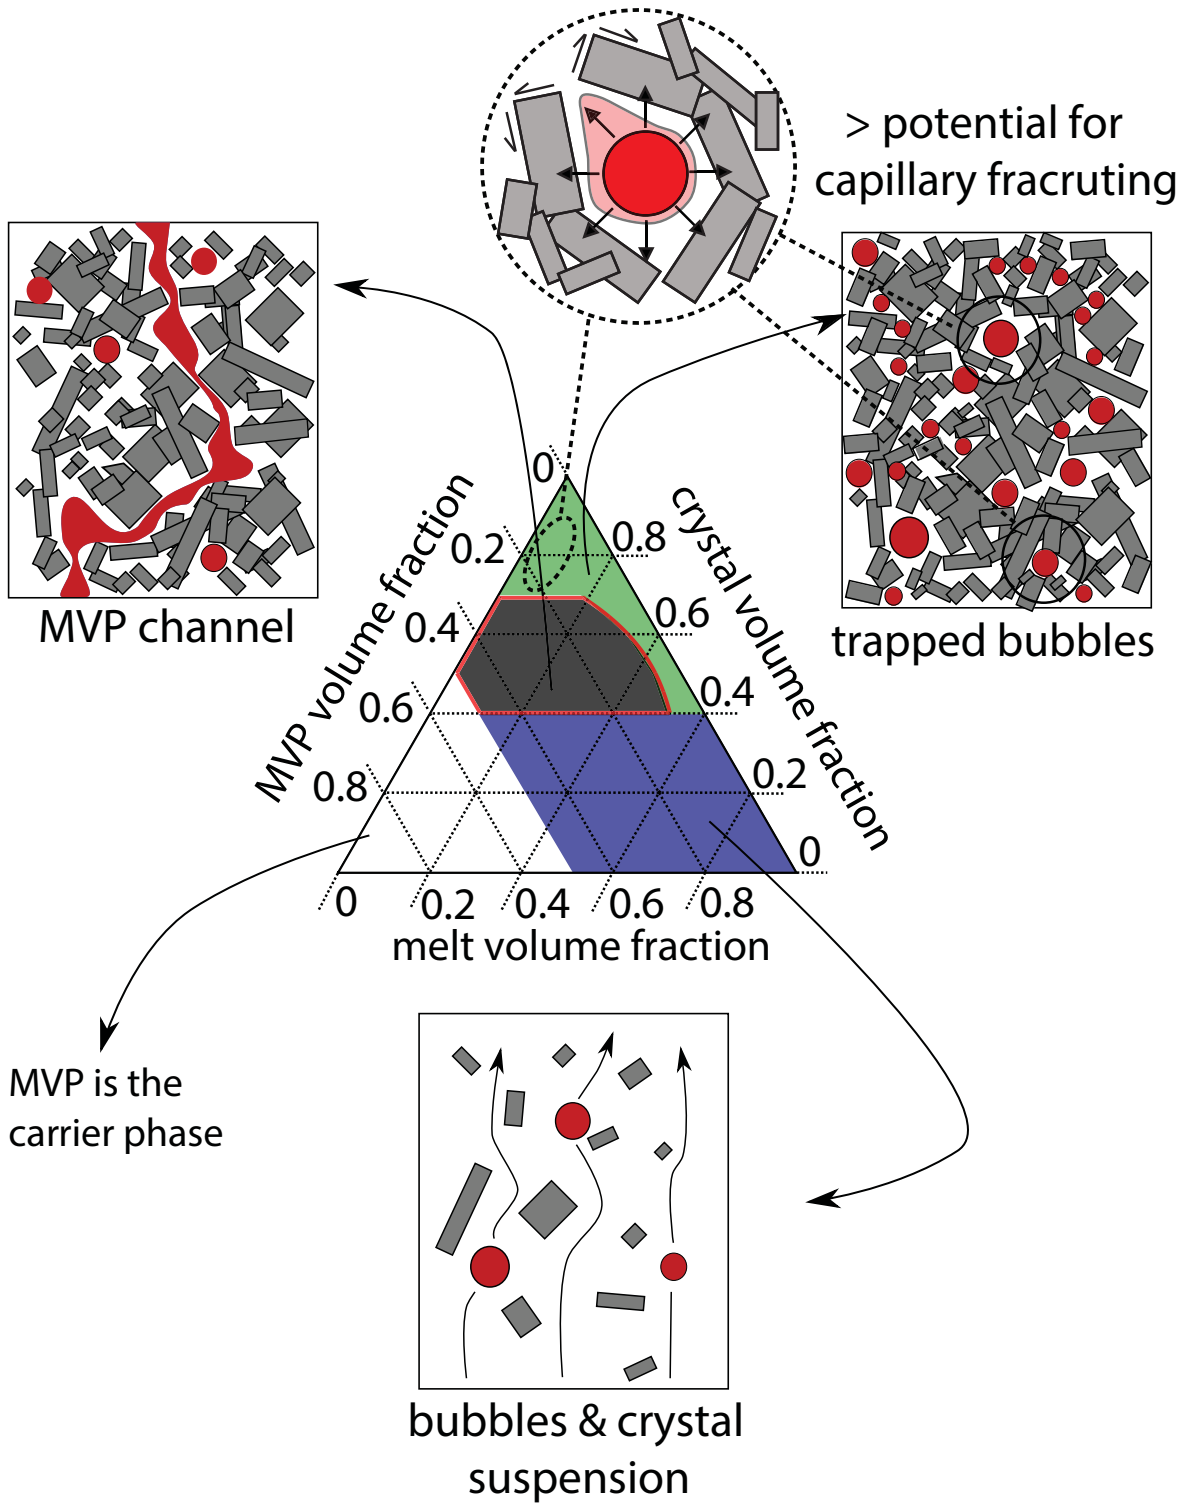 > potential for
capillary fracruting
MVP channel
trapped bubbles
MVP volume fraction
0
0.2
0.4
0.6
0.8
crystal volume fraction
0.8
0.6
0.4
0.2
0
0
0.2
0.4
0.6
0.8
melt volume fraction
MVP is the
carrier phase
bubbles & crystal
suspension